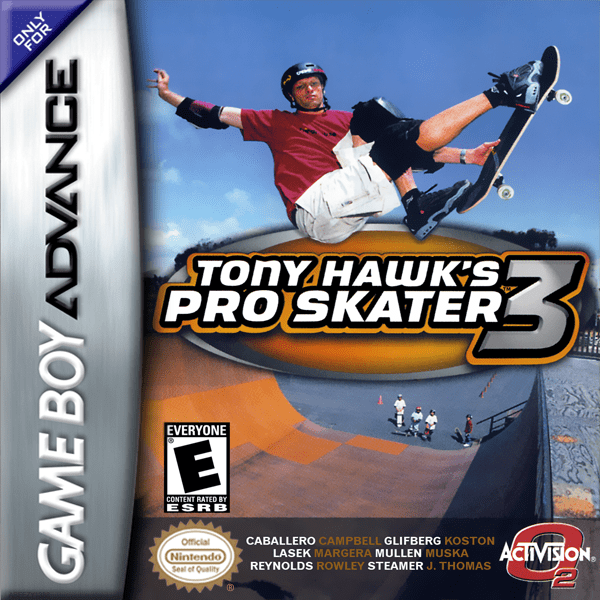 ONLY
FOR
GAME BOY ADVANCE
TONY HAWK'S
PRO SKATER 3
EVERYONE
E
CONTENT RATED BY
ESRB
Official
Nintendo
Seal of Quality
CABALLERO CAMPBELL GLIFBERG KOSTON
LASEK MARGERA MULLEN MUSKA
REYNOLDS ROWLEY STEAMER J. THOMAS
ACTIVISION
O2